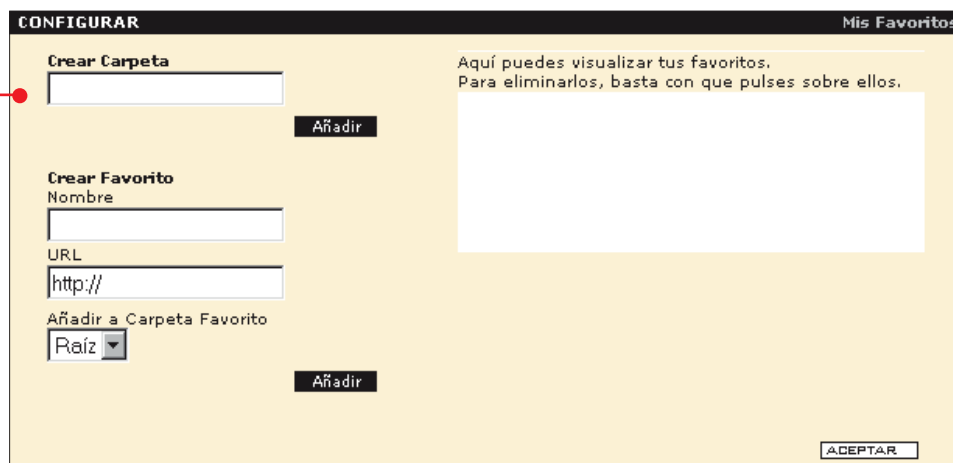 CONFIGURAR
Mis Favoritos
Crear Carpeta
Añadir
Crear Favorito
Nombre
URL
http://
Añadir a Carpeta Favorito
Raíz
Añadir
Aquí puedes visualizar tus favoritos.
Para eliminarlos, basta con que pulses sobre ellos.
ACEPTAR